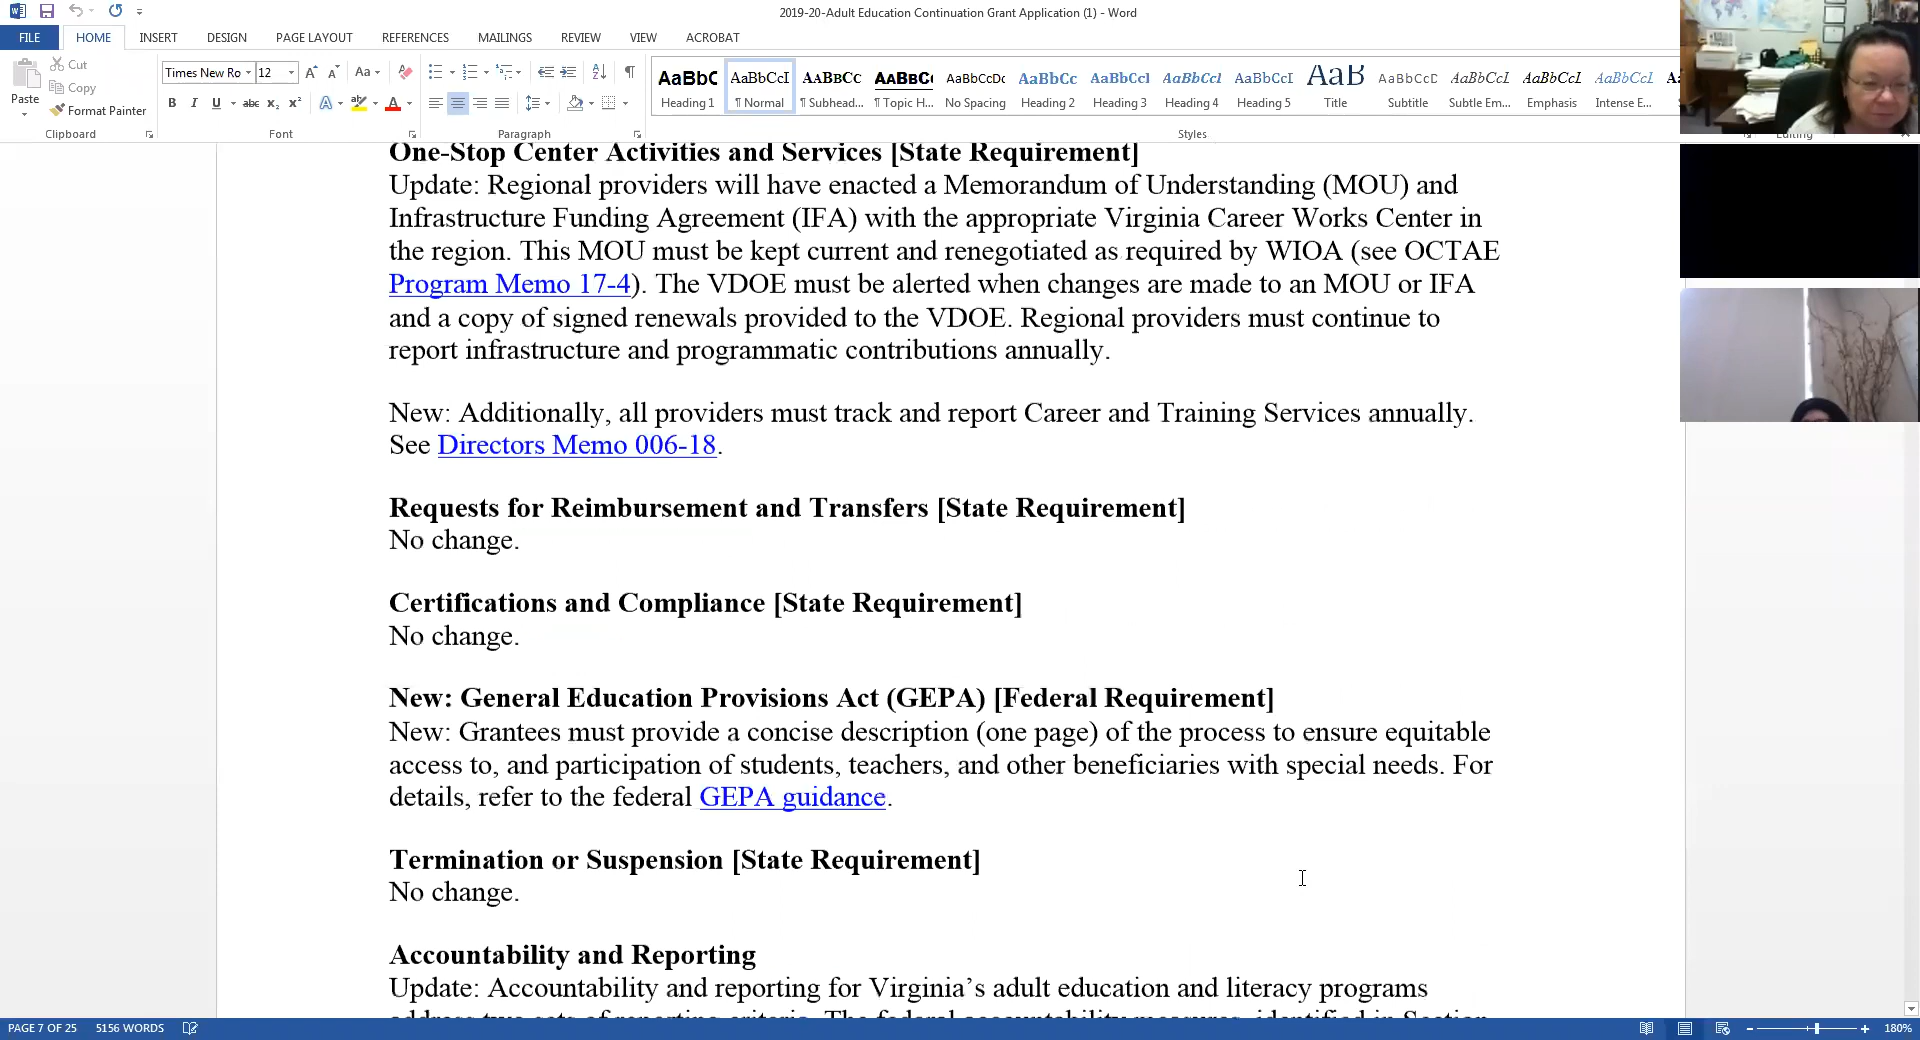 2019-20-Adult Education Continuation Grant Application (1) - Word
FILE HOME INSERT DESIGN PAGE LAYOUT REFERENCES MAILINGS REVIEW VIEW ACROBAT
Paste
Cut
Copy
Format Painter
Clipboard
Times New Ro 12
Font
Paragraph
AaBbC AaBbCcI AaBbCc AaBbC AaBbCcDc AaBbCc AaBbCcI AaBbCcI AaBbCcI AaB AaBbCcD AaBbCcI AaBbCcI AaBbCcI
Heading 1 ¶ Normal ¶ Subhead... ¶ Topic H... No Spacing Heading 2 Heading 3 Heading 4 Heading 5 Title Subtitle Subtle Em... Emphasis Intense E...
Styles
One-Stop Center Activities and Services [State Requirement]
Update: Regional providers will have enacted a Memorandum of Understanding (MOU) and
Infrastructure Funding Agreement (IFA) with the appropriate Virginia Career Works Center in
the region. This MOU must be kept current and renegotiated as required by WIOA (see OCTAE
Program Memo 17-4). The VDOE must be alerted when changes are made to an MOU or IFA
and a copy of signed renewals provided to the VDOE. Regional providers must continue to
report infrastructure and programmatic contributions annually.
New: Additionally, all providers must track and report Career and Training Services annually.
See Directors Memo 006-18.
Requests for Reimbursement and Transfers [State Requirement]
No change.
Certifications and Compliance [State Requirement]
No change.
New: General Education Provisions Act (GEPA) [Federal Requirement]
New: Grantees must provide a concise description (one page) of the process to ensure equitable
access to, and participation of students, teachers, and other beneficiaries with special needs. For
details, refer to the federal GEPA guidance.
Termination or Suspension [State Requirement]
No change.
Accountability and Reporting
Update: Accountability and reporting for Virginia's adult education and literacy programs
address two sets of reporting criteria. The federal accountability measures, identified in Section
PAGE 7 OF 25 5156 WORDS
180%